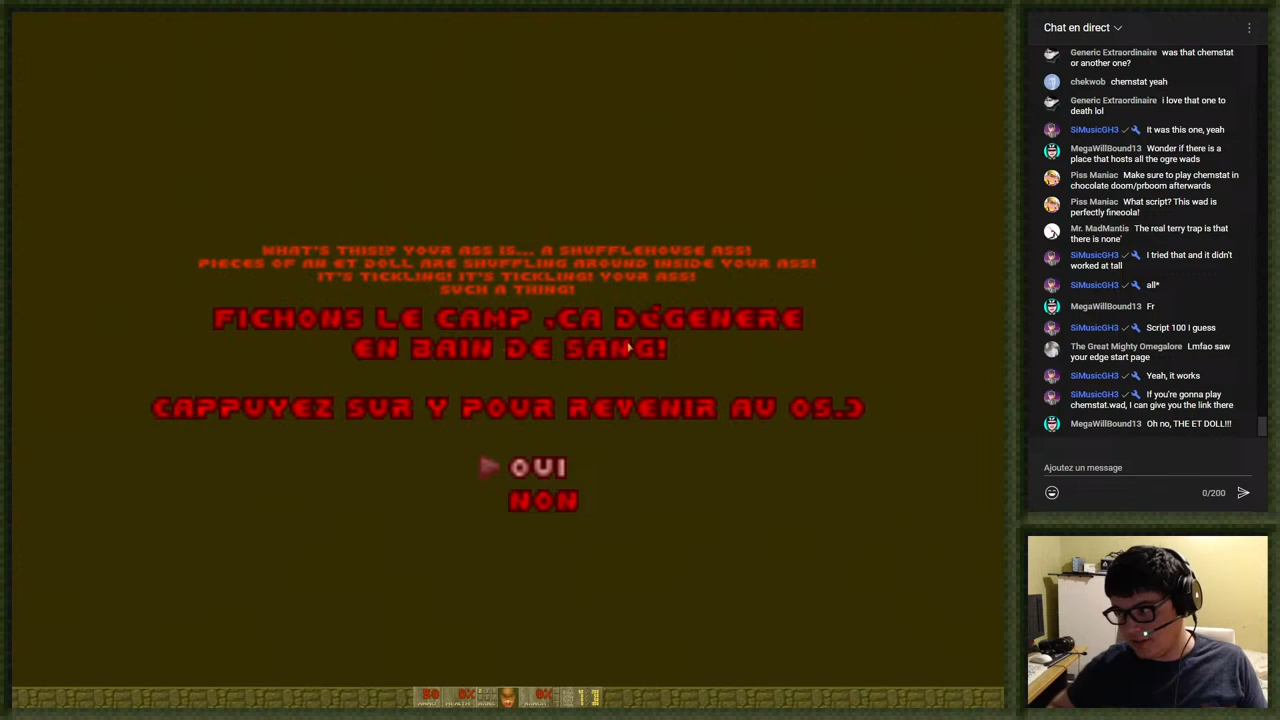 WHAT'S THIS!? YOUR ASS IS... A SHUFFLEHOUSE ASS!
PIECES OF AN ET DOLL ARE SHUFFLING AROUND INSIDE YOUR ASS!
IT'S TICKLING! IT'S TICKLING! YOUR ASS!
SUCH A THING!
FICHONS LE CAMP ,CA DéGENERE
EN BAIN DE SANG!
(APPUYEZ SUR Y POUR REVENIR AU OS.)
OUI
NON
50 0% 0%
AMMO HEALTH ARMS ARMOR
Chat en direct
Generic Extraordinaire was that chemstat
or another one?
chekwob chemstat yeah
Generic Extraordinaire i love that one to
death lol
SiMusicGH3 It was this one, yeah
MegaWillBound13 Wonder if there is a
place that hosts all the ogre wads
Piss Maniac Make sure to play chemstat in
chocolate doom/prboom afterwards
Piss Maniac What script? This wad is
perfectly fineoola!
Mr. MadMantis The real terry trap is that
there is none'
SiMusicGH3 I tried that and it didn't
worked at tall
SiMusicGH3 all*
MegaWillBound13 Fr
SiMusicGH3 Script 100 I guess
The Great Mighty Omegalore Lmfao saw
your edge start page
SiMusicGH3 Yeah, it works
SiMusicGH3 If you're gonna play
chemstat.wad, I can give you the link there
MegaWillBound13 Oh no, THE ET DOLL!!!
Ajoutez un message
0/200